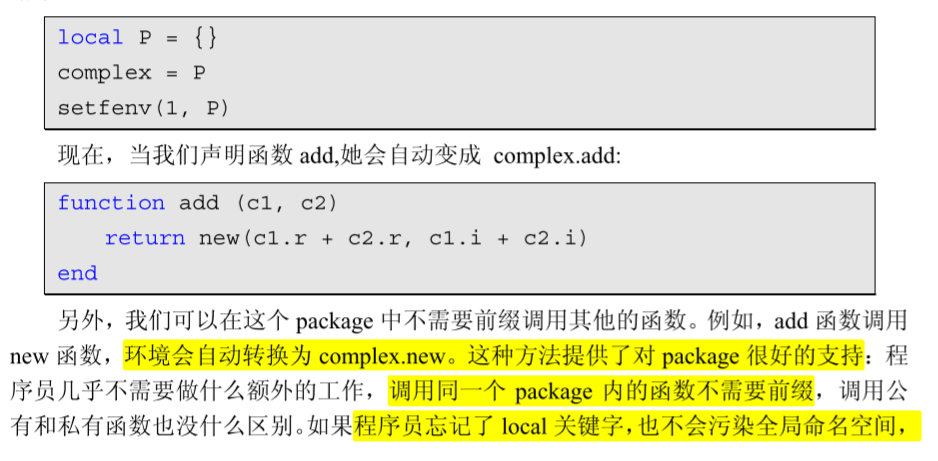 local P = {}
complex = P
setfenv(1, P)
现在，当我们声明函数 add,她会自动变成 complex.add:
function add (c1, c2)
return new(c1.r + c2.r, c1.i + c2.i)
end
另外，我们可以在这个 package 中不需要前缀调用其他的函数。例如，add 函数调用
new 函数，环境会自动转换为 complex.new。这种方法提供了对 package 很好的支持：程
序员几乎不需要做什么额外的工作，调用同一个 package 内的函数不需要前缀，调用公
有和私有函数也没什么区别。如果程序员忘记了 local 关键字，也不会污染全局命名空间，